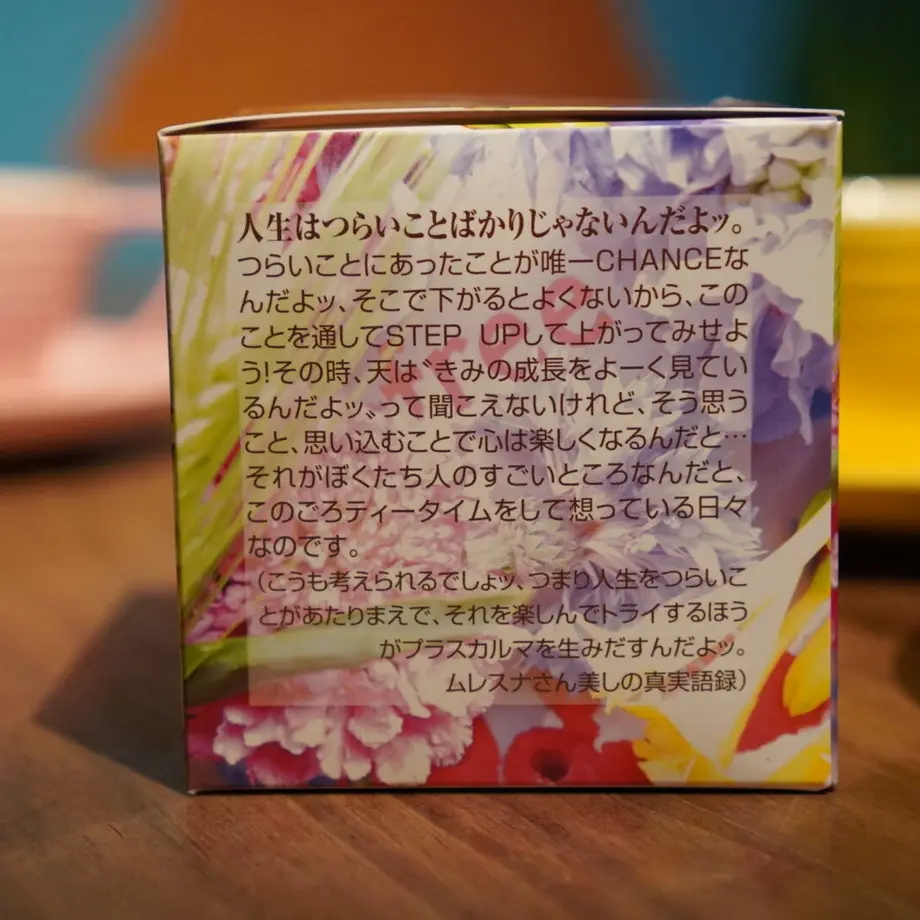 人生はつらいことばかりじゃないんだよッ。
つらいことにあったことが唯一CHANCEな
んだよッ、そこで下がるとよくないから、この
ことを通してSTEP UPして上がってみせよ
う!その時、天は〝きみの成長をよーく見てい
るんだよッ〟って聞こえないけれど、そう思う
こと、思い込むことで心は楽しくなるんだと…
それがぼくたち人のすごいところなんだと、
このごろティータイムをして想っている日々
なのです。
(こうも考えられるでしょッ、つまり人生をつらいこ
とがあたりまえで、それを楽しんでトライするほう
がプラスカルマを生みだすんだよッ。
ムレスナさん美しの真実語録)